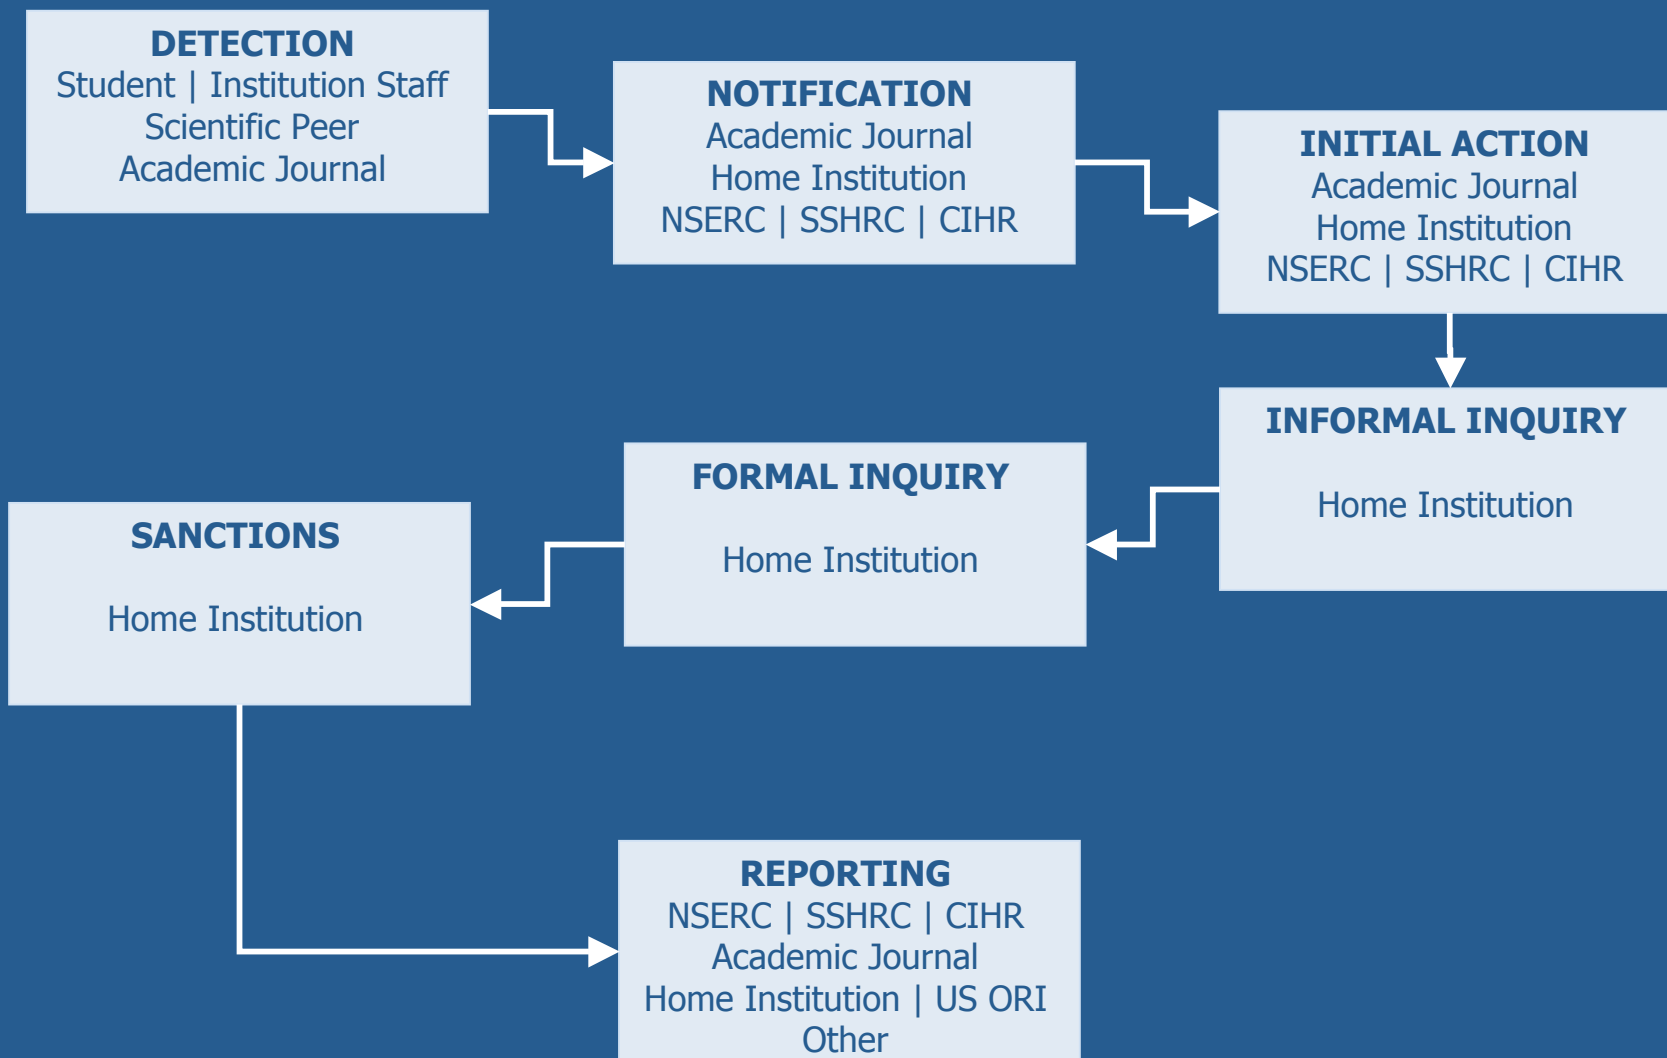 DETECTION
Student | Institution Staff
Scientific Peer
Academic Journal
NOTIFICATION
Academic Journal
Home Institution
NSERC | SSHRC | CIHR
INITIAL ACTION
Academic Journal
Home Institution
NSERC | SSHRC | CIHR
INFORMAL INQUIRY
Home Institution
FORMAL INQUIRY
Home Institution
SANCTIONS
Home Institution
REPORTING
NSERC | SSHRC | CIHR
Academic Journal
Home Institution | US ORI
Other